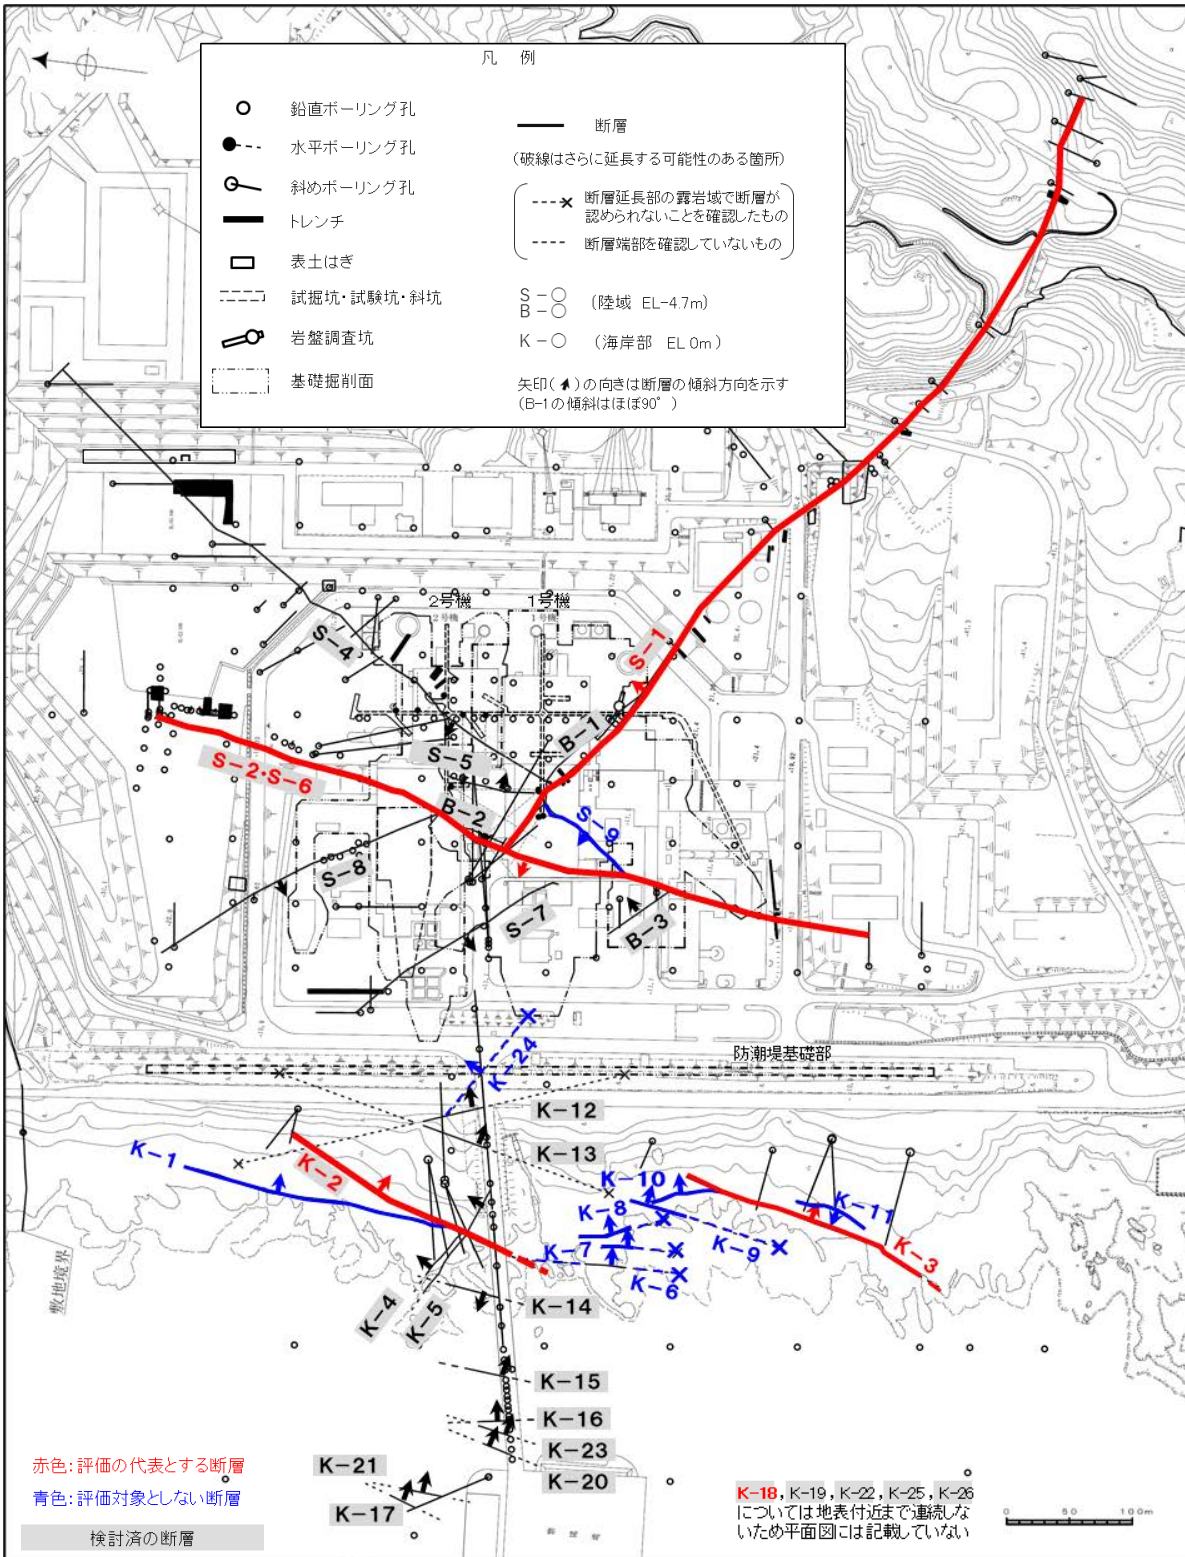 凡 例
鉛直ボーリング孔
水平ボーリング孔
斜めボーリング孔
トレンチ
表土はぎ
試掘坑・試験坑・斜坑
岩盤調査坑
基礎掘削面
断層
(破線はさらに延長する可能性のある箇所)
断層延長部の露岩域で断層が
認められないことを確認したもの
断層端部を確認していないもの
S-○
B-○
(陸域 EL-4.7m)
K-○ (海岸部 EL 0m)
矢印( )の向きは断層の傾斜方向を示す
(B-1の傾斜はほぼ90°)
2号機
1号機
2号機
1号機
S-4
S-1
B-1
S-5
S-2・S-6
B-2
S-9
S-8
S-7
B-3
K-24
防潮堤基礎部
K-12
K-13
K-1
K-2
K-10
K-8
K-7
K-9
K-6
K-11
K-3
K-4
K-5
K-14
K-15
K-16
K-23
K-20
K-21
K-17
敷地境界
赤色:評価の代表とする断層
青色:評価対象としない断層
検討済の断層
K-18, K-19, K-22, K-25, K-26
については地表付近まで連続しな
いため平面図には記載していない
0 50 100m